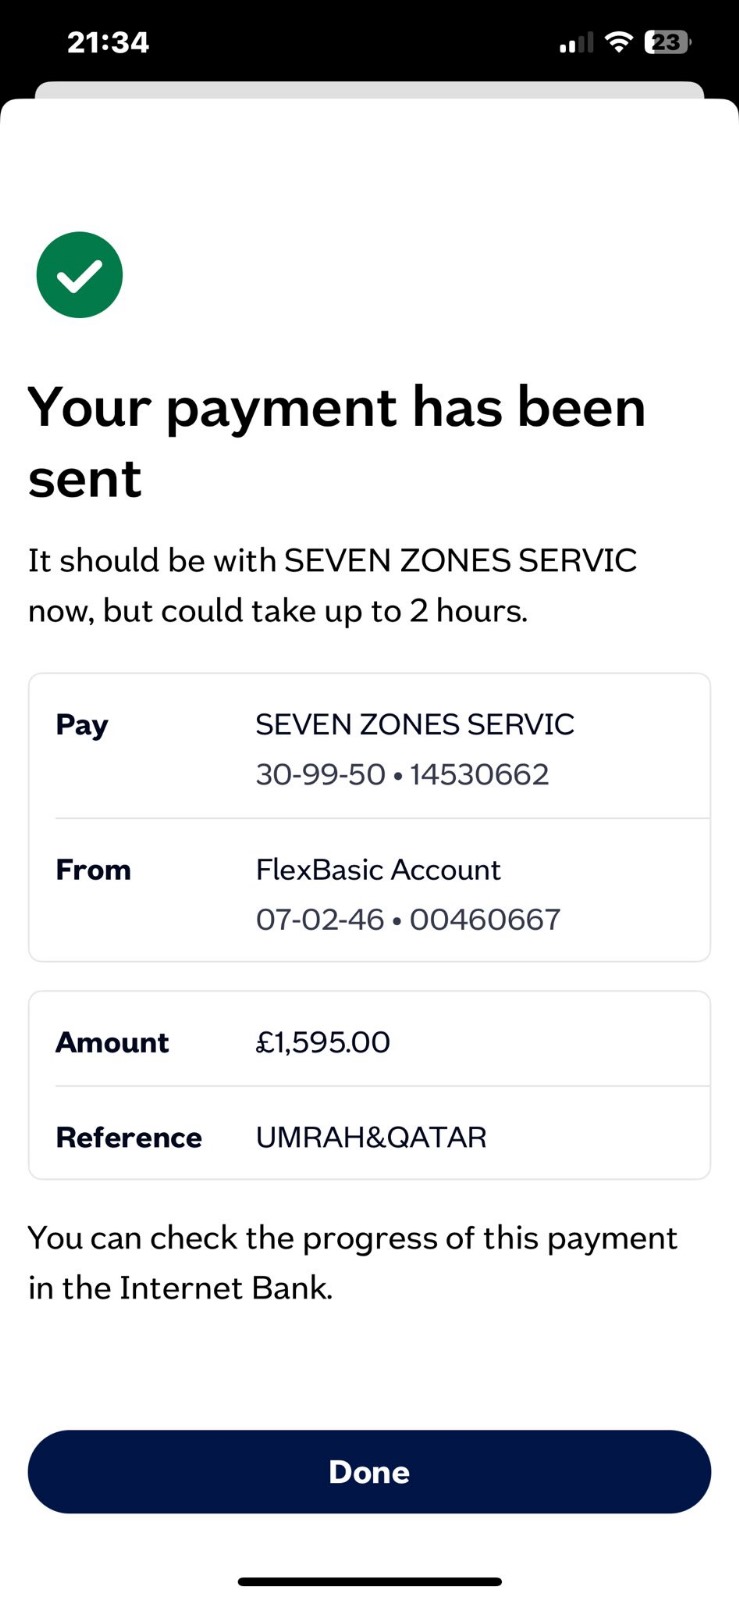 21:34
23
Your payment has been
sent
It should be with SEVEN ZONES SERVIC
now, but could take up to 2 hours.
Pay SEVEN ZONES SERVIC
30-99-50 • 14530662
From FlexBasic Account
07-02-46 • 00460667
Amount £1,595.00
Reference UMRAH&QATAR
You can check the progress of this payment
in the Internet Bank.
Done